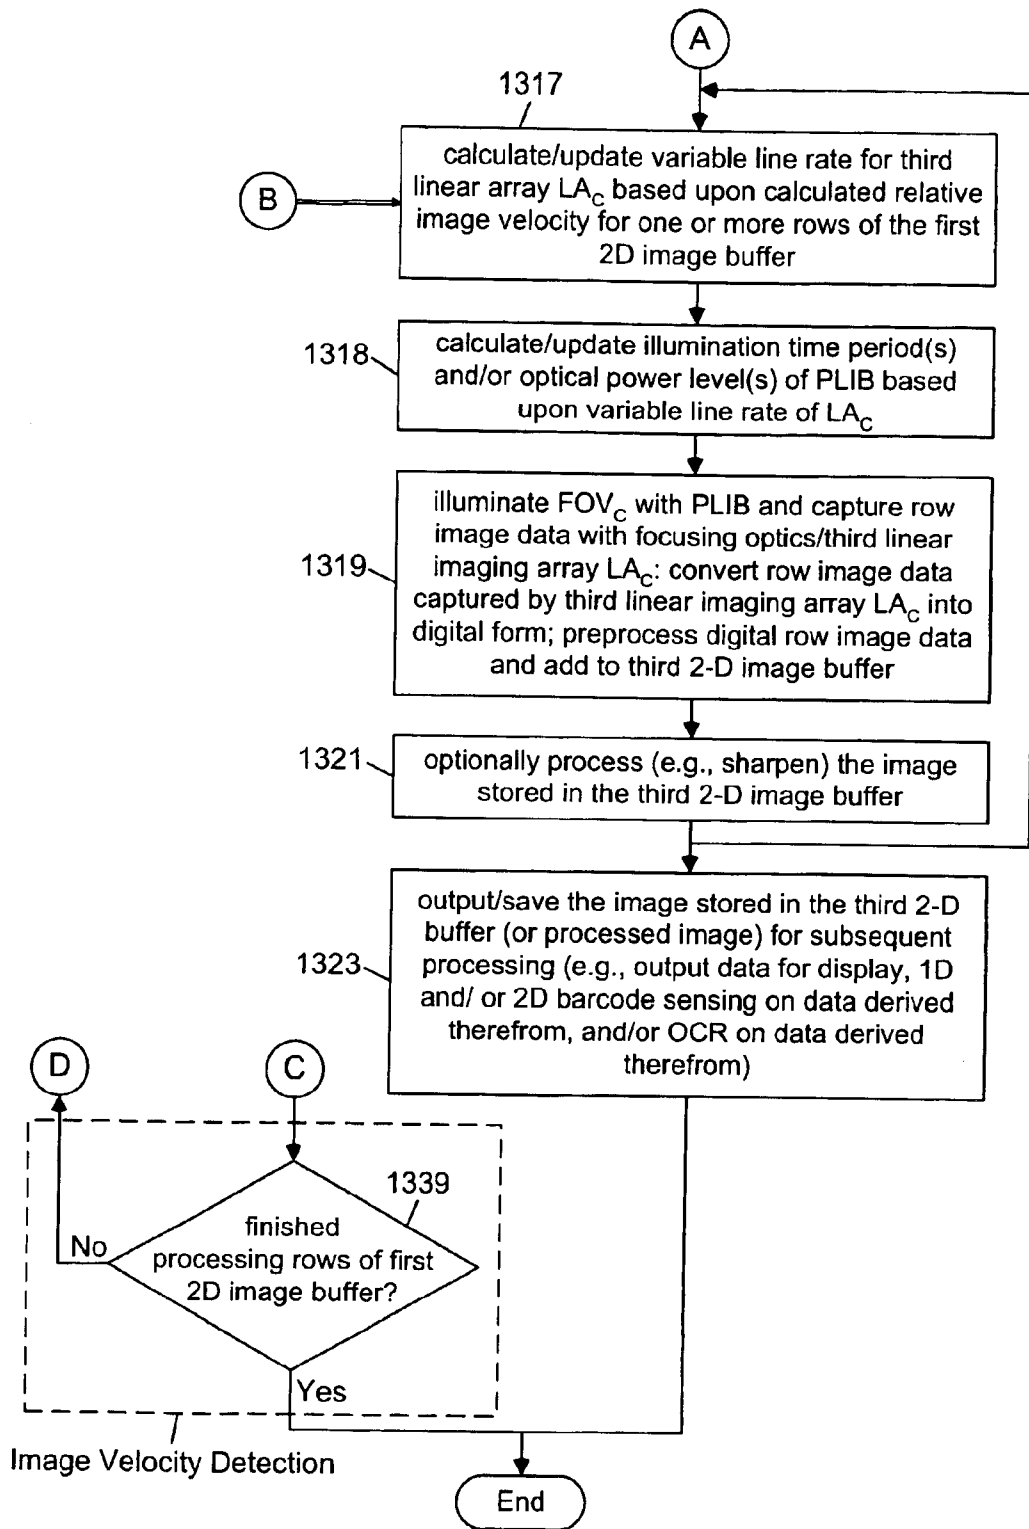 A
1317
calculate/update variable line rate for third
linear array LAC based upon calculated relative
image velocity for one or more rows of the first
2D image buffer
B
1318
calculate/update illumination time period(s)
and/or optical power level(s) of PLIB based
upon variable line rate of LAC
1319
illuminate FOVC with PLIB and capture row
image data with focusing optics/third linear
imaging array LAC: convert row image data
captured by third linear imaging array LAC into
digital form; preprocess digital row image data
and add to third 2-D image buffer
1321
optionally process (e.g., sharpen) the image
stored in the third 2-D image buffer
1323
output/save the image stored in the third 2-D
buffer (or processed image) for subsequent
processing (e.g., output data for display, 1D
and/ or 2D barcode sensing on data derived
therefrom, and/or OCR on data derived
therefrom)
D
C
1339
finished
processing rows of first
2D image buffer?
No
Yes
Image Velocity Detection
End